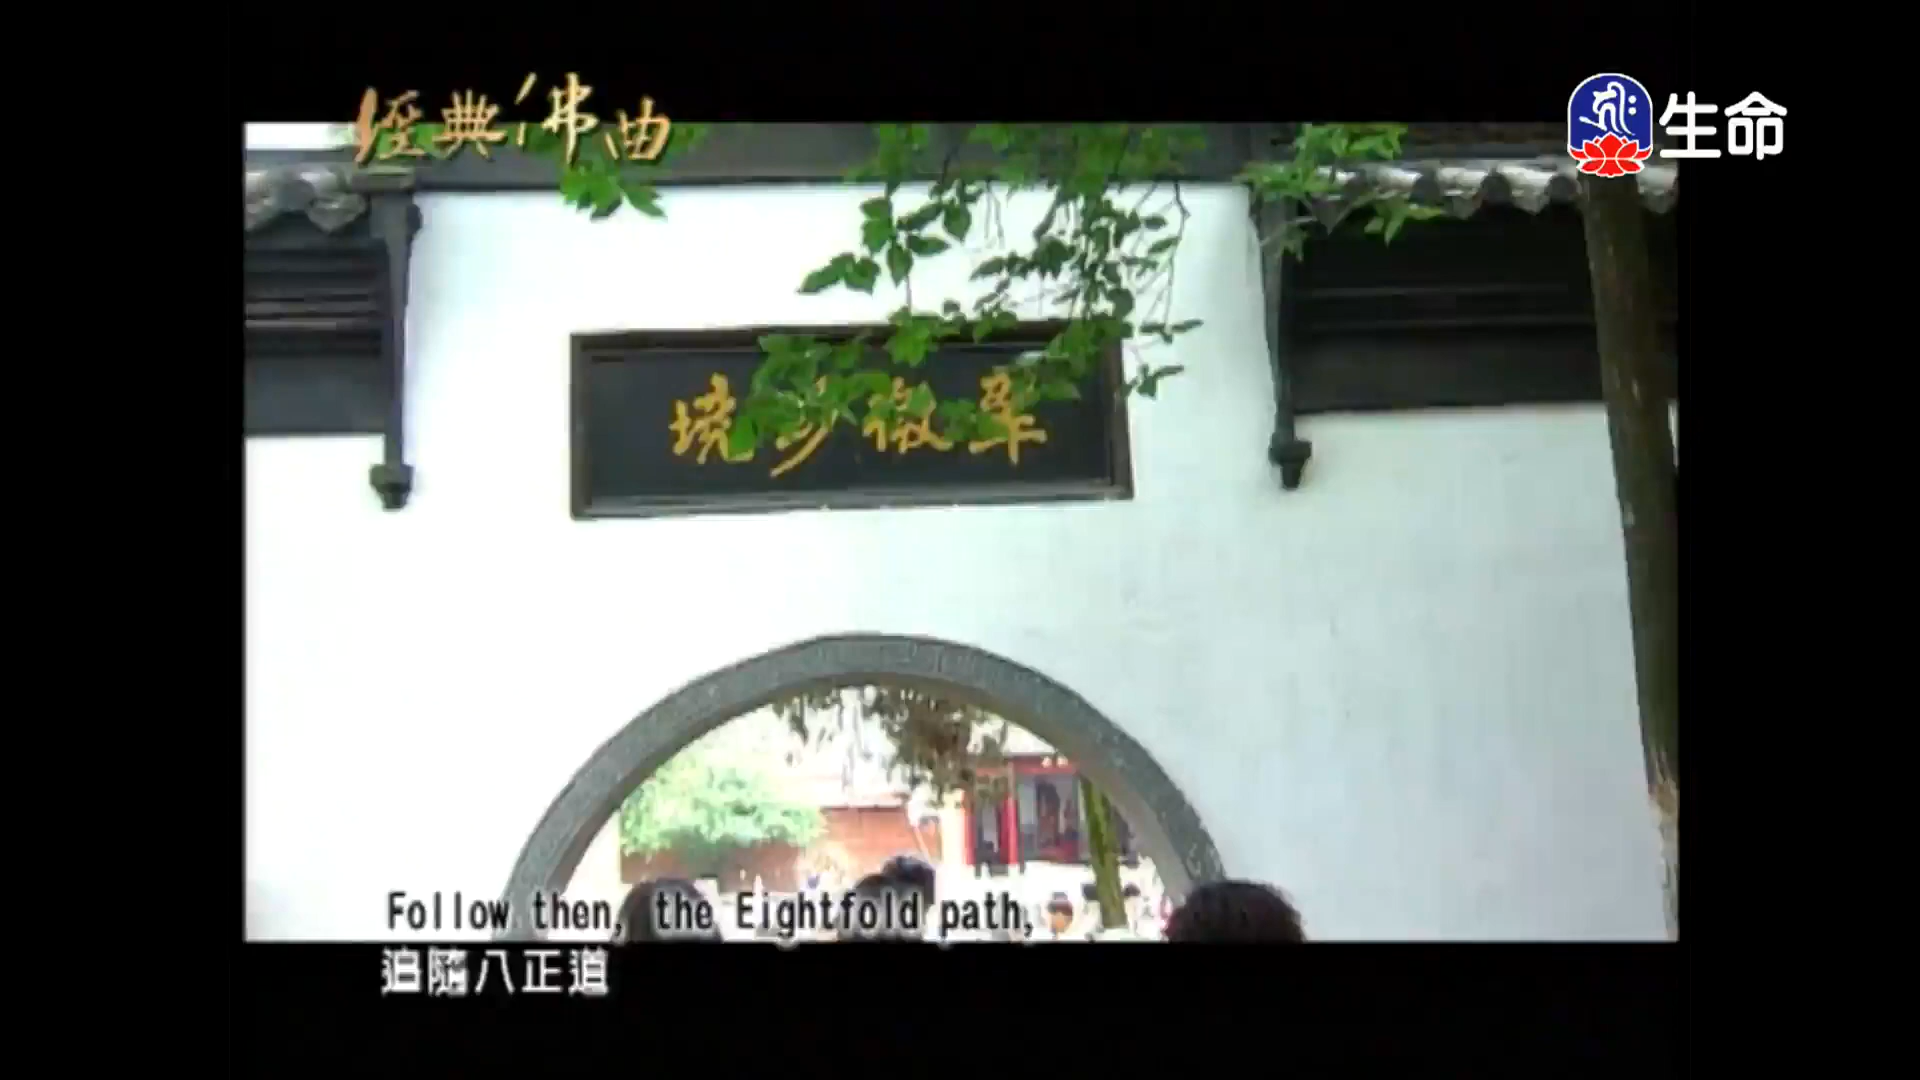 經典佛曲
生命
翠微妙境
Follow then, the Eightfold path,
追隨八正道